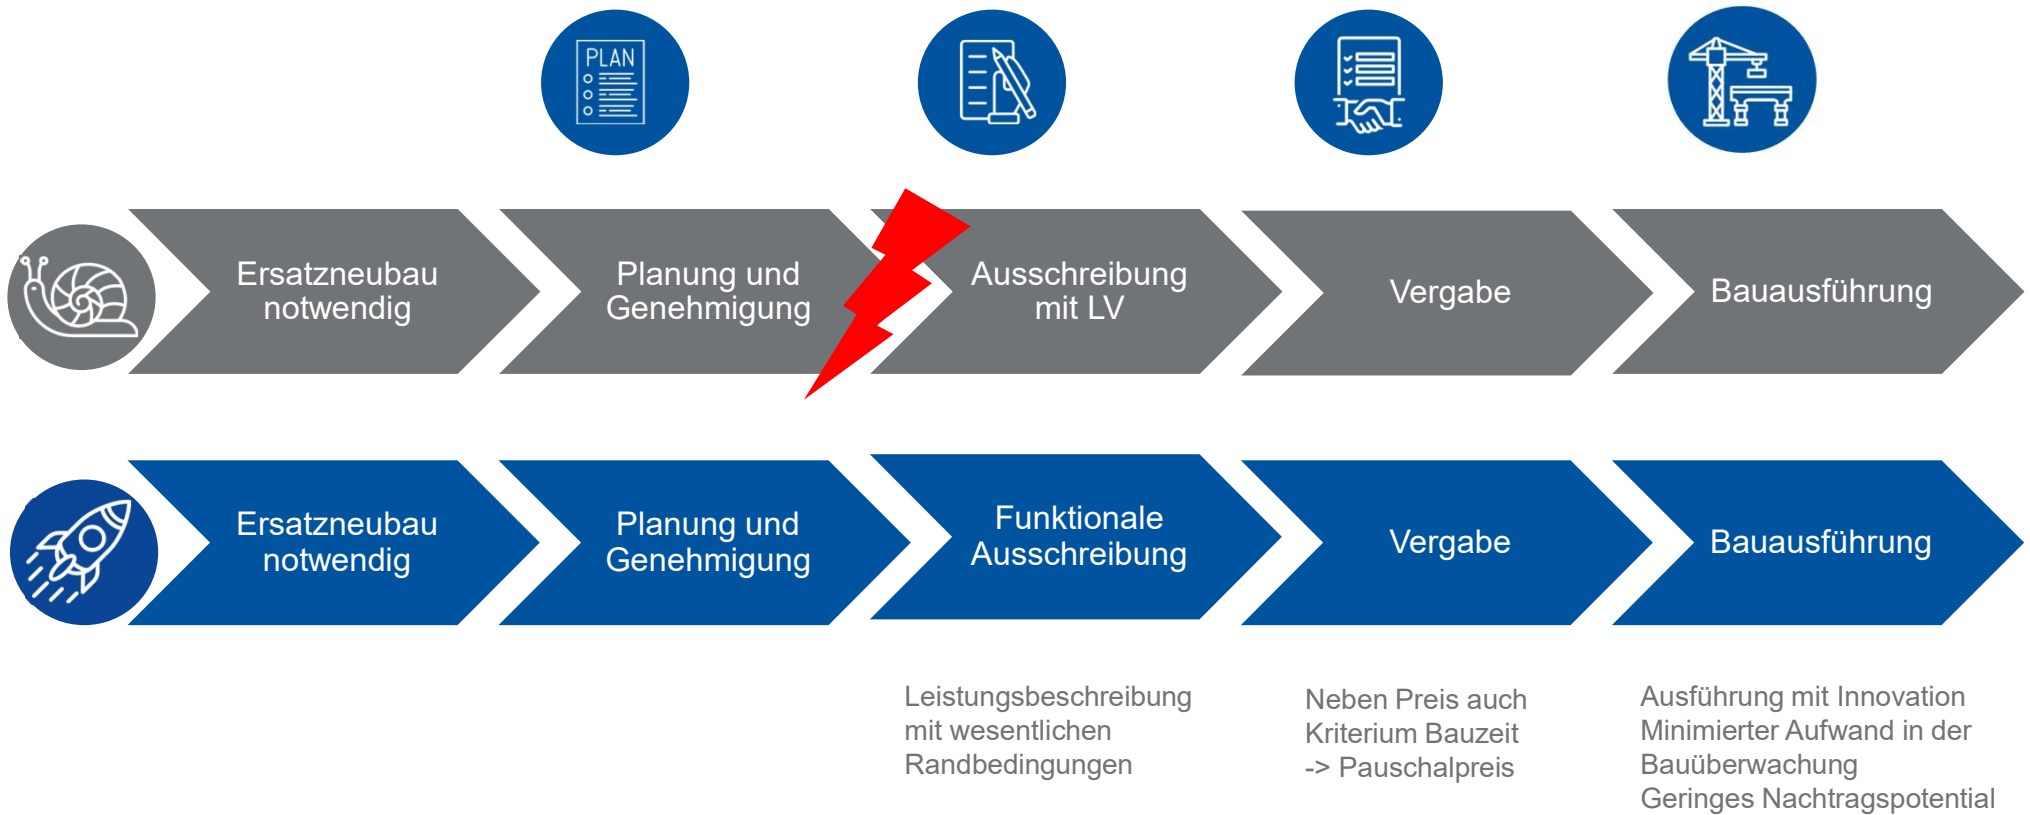 PLAN
Ersatzneubau
notwendig
Planung und
Genehmigung
Ausschreibung
mit LV
Vergabe
Bauausführung
Ersatzneubau
notwendig
Planung und
Genehmigung
Funktionale
Ausschreibung
Vergabe
Bauausführung
Leistungsbeschreibung
mit wesentlichen
Randbedingungen
Neben Preis auch
Kriterium Bauzeit
-> Pauschalpreis
Ausführung mit Innovation
Minimierter Aufwand in der
Bauüberwachung
Geringes Nachtragspotential